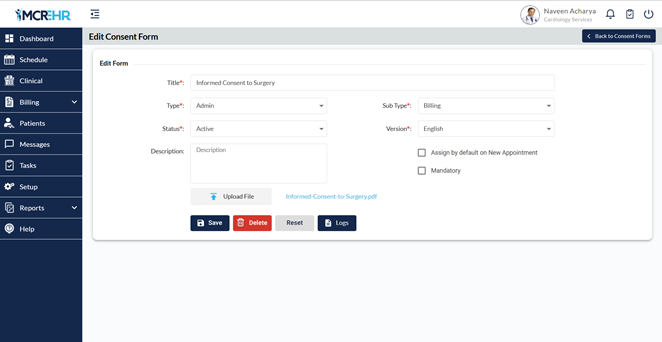 MCREHR
Naveen Acharya
Cardiology Services
Dashboard
Schedule
Clinical
Billing
Patients
Messages
Tasks
Setup
Reports
Help
Edit Consent Form
Back to Consent Forms
Edit Form
Title*: Informed Consent to Surgery
Type*: Admin Sub Type*: Billing
Status*: Active Version*: English
Description: Description
Assign by default on New Appointment
Mandatory
Upload File Informed-Consent-to-Surgery.pdf
Save Delete Reset Logs